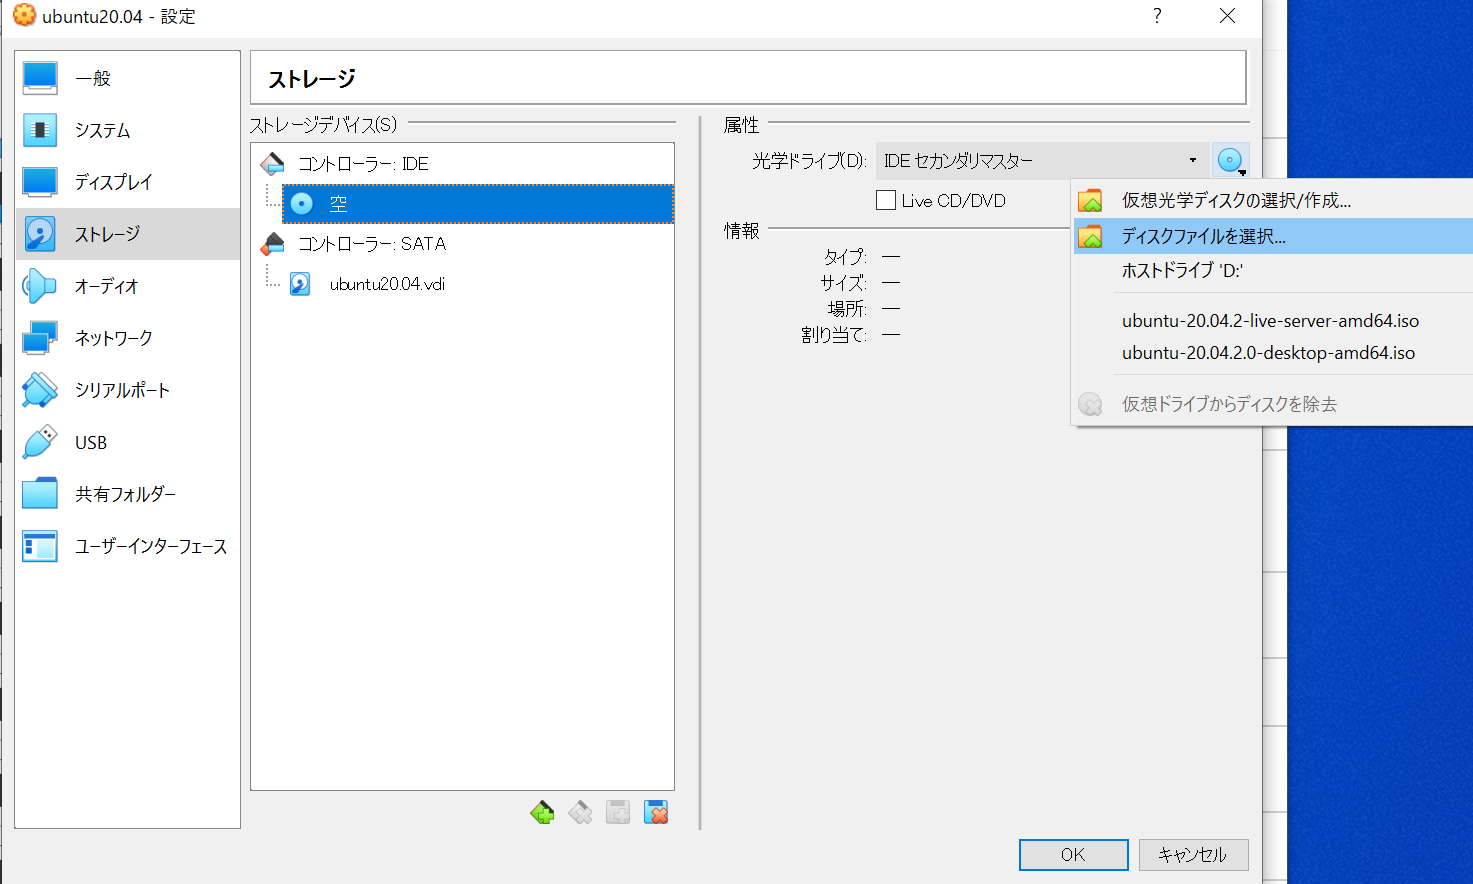 ubuntu20.04 - 設定
?
一般
システム
ディスプレイ
ストレージ
オーディオ
ネットワーク
シリアルポート
USB
共有フォルダー
ユーザーインターフェース
ストレージ
ストレージデバイス(S)
コントローラー: IDE
空
コントローラー: SATA
ubuntu20.04.vdi
属性
光学ドライブ(D): IDE セカンダリマスター
Live CD/DVD
情報
タイプ: --
サイズ: --
場所: --
割り当て: --
仮想光学ディスクの選択/作成...
ディスクファイルを選択...
ホストドライブ 'D:'
ubuntu-20.04.2-live-server-amd64.iso
ubuntu-20.04.2.0-desktop-amd64.iso
仮想ドライブからディスクを除去
OK
キャンセル